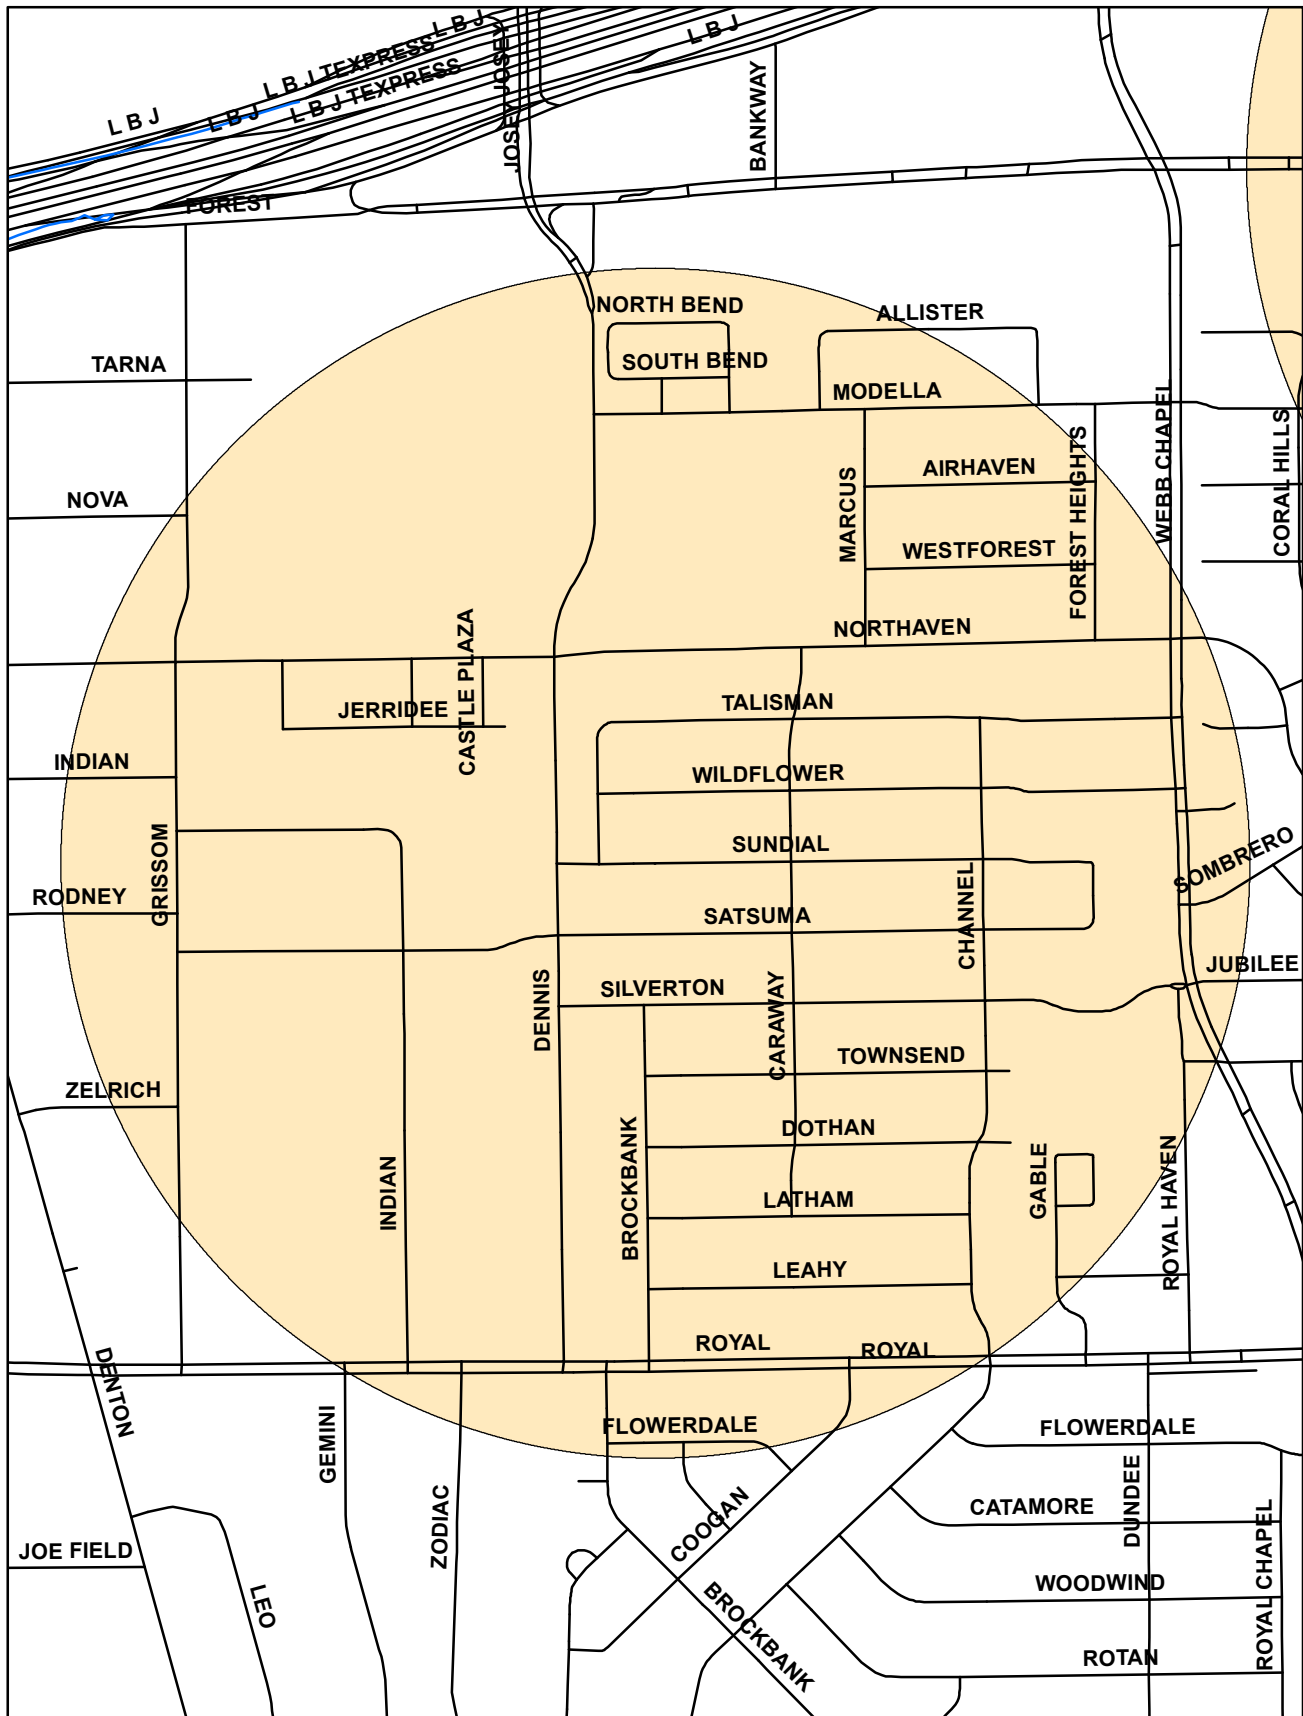 L B J
L B J TEXPRESS
L B J
L B J
L B J
L B J TEXPRESS
JOSEY
JOSEY
JOSEY
BANKWAY
FOREST
NORTH BEND
ALLISTER
SOUTH BEND
TARNA
MODELLA
NOVA
MARCUS
AIRHAVEN
WESTFOREST
FOREST HEIGHTS
WEBB CHAPEL
CORAL HILLS
NORTHAVEN
CASTLE PLAZA
JERRIDEE
TALISMAN
INDIAN
WILDFLOWER
GRISSOM
SUNDIAL
SOMBRERO
RODNEY
SATSUMA
CHANNEL
JUBILEE
DENNIS
SILVERTON
CARAWAY
TOWNSEND
ZELRICH
DOTHAN
BROCKBANK
INDIAN
GABLE
ROYAL HAVEN
LATHAM
LEAHY
ROYAL
ROYAL
DENTON
FLOWERDALE
FLOWERDALE
GEMINI
ZODIAC
COOGAN
CATAMORE
DUNDEE
JOE FIELD
LEO
WOODWIND
ROYAL CHAPEL
BROCKBANK
ROTAN